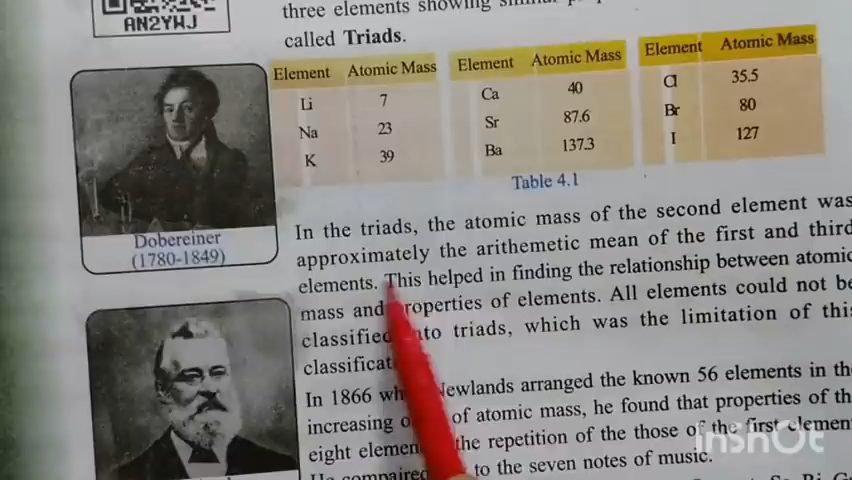 AN2YWJ
three elements showing
called Triads.
Element Atomic Mass
Li 7
Na 23
K 39
Element Atomic Mass
Ca 40
Sr 87.6
Ba 137.3
Element Atomic Mass
Cl 35.5
Br 80
I 127
Table 4.1
Dobereiner
(1780-1849)
In the triads, the atomic mass of the second element was
approximately the arithemetic mean of the first and third
elements. This helped in finding the relationship between atomic
mass and properties of elements. All elements could not be
classified into triads, which was the limitation of this
In 1866 Newlands arranged the known 56 elements in the
increasing of atomic mass, he found that properties of
eight the repetition of the those of the first
He compaired to the seven notes of music.
InShOt